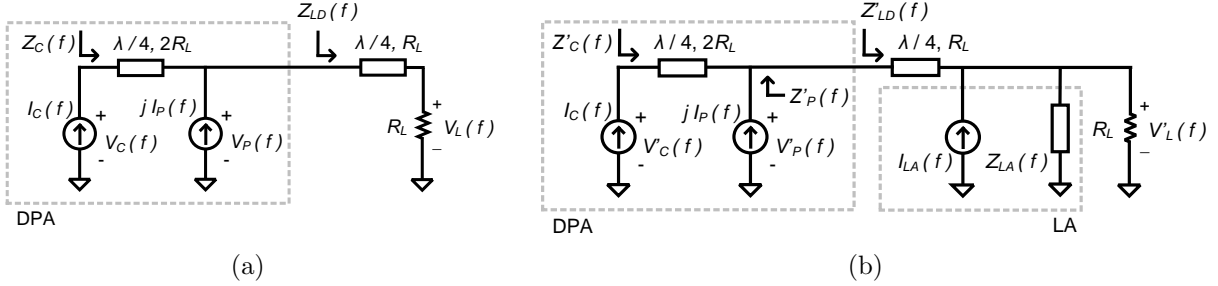 Z_LD(f)
Z_C(f)
λ/4, 2R_L
λ/4, R_L
I_C(f)
+
V_C(f)
-
j I_P(f)
+
V_P(f)
-
R_L
+
V_L(f)
–
DPA
(a)
Z'_LD(f)
Z'_C(f)
λ/4, 2R_L
λ/4, R_L
Z'_P(f)
I_C(f)
+
V'_C(f)
-
j I_P(f)
+
V'_P(f)
-
I_LA(f)
Z_LA(f)
R_L
+
V'_L(f)
–
DPA
LA
(b)